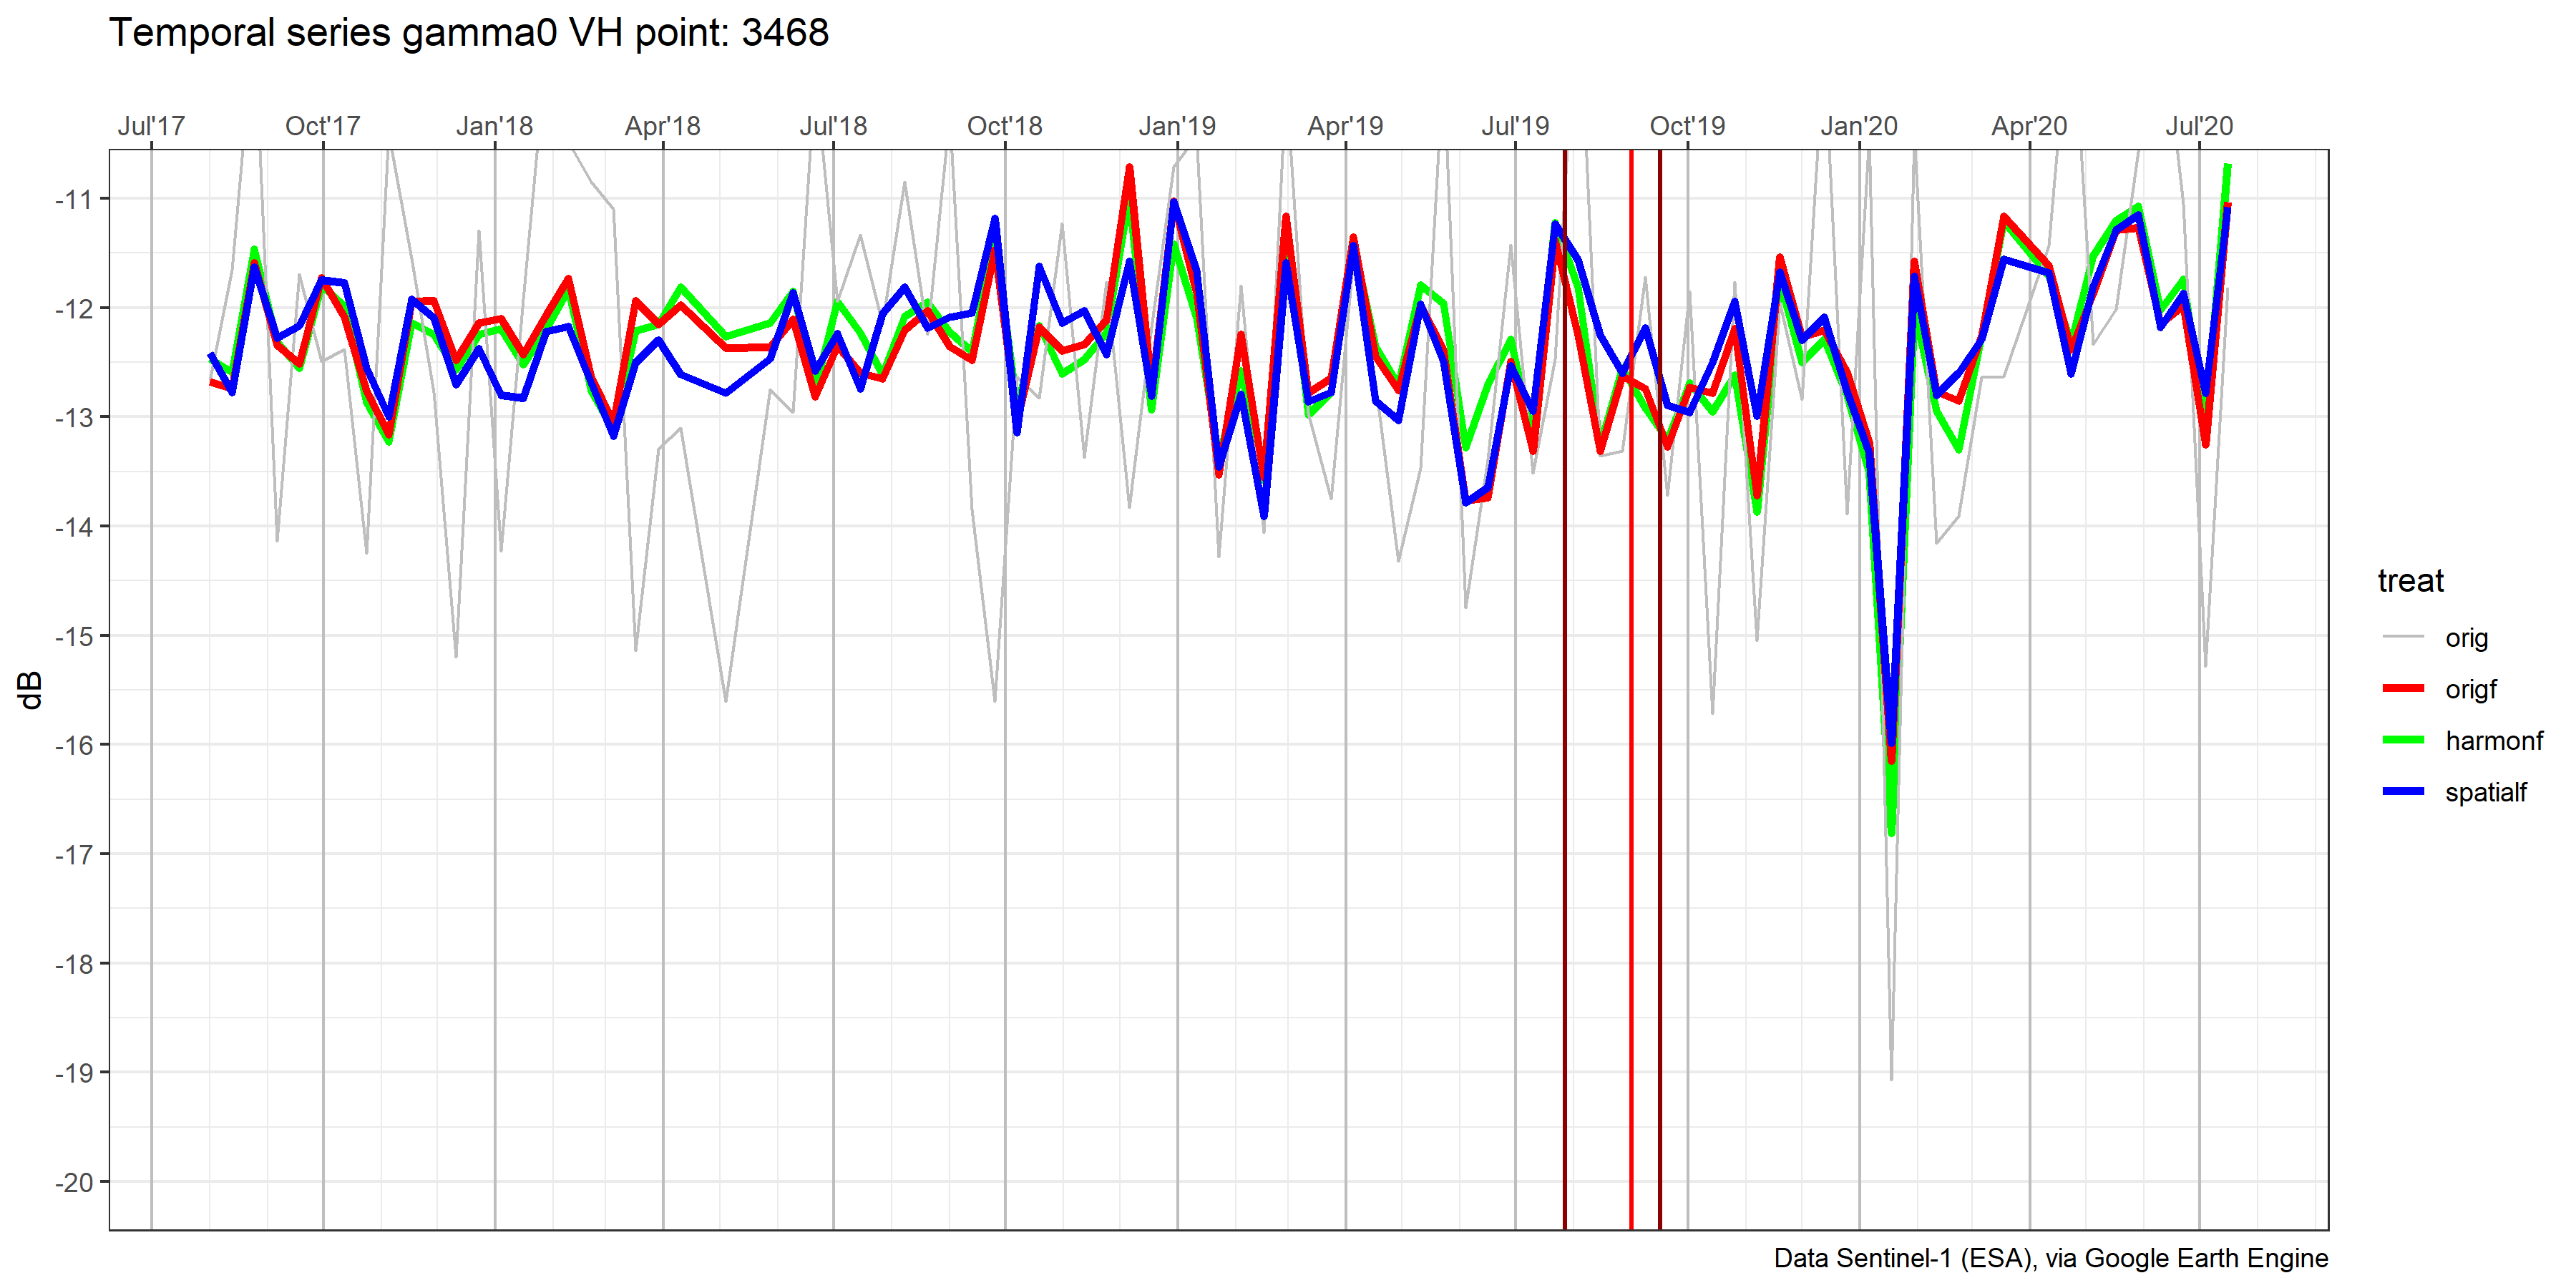 Temporal series gamma0 VH point: 3468
Jul'17 Oct'17 Jan'18 Apr'18 Jul'18 Oct'18 Jan'19 Apr'19 Jul'19 Oct'19 Jan'20 Apr'20 Jul'20
-11
-12
-13
-14
-15
-16
-17
-18
-19
-20
dB
treat
orig
origf
harmonf
spatialf
Data Sentinel-1 (ESA), via Google Earth Engine